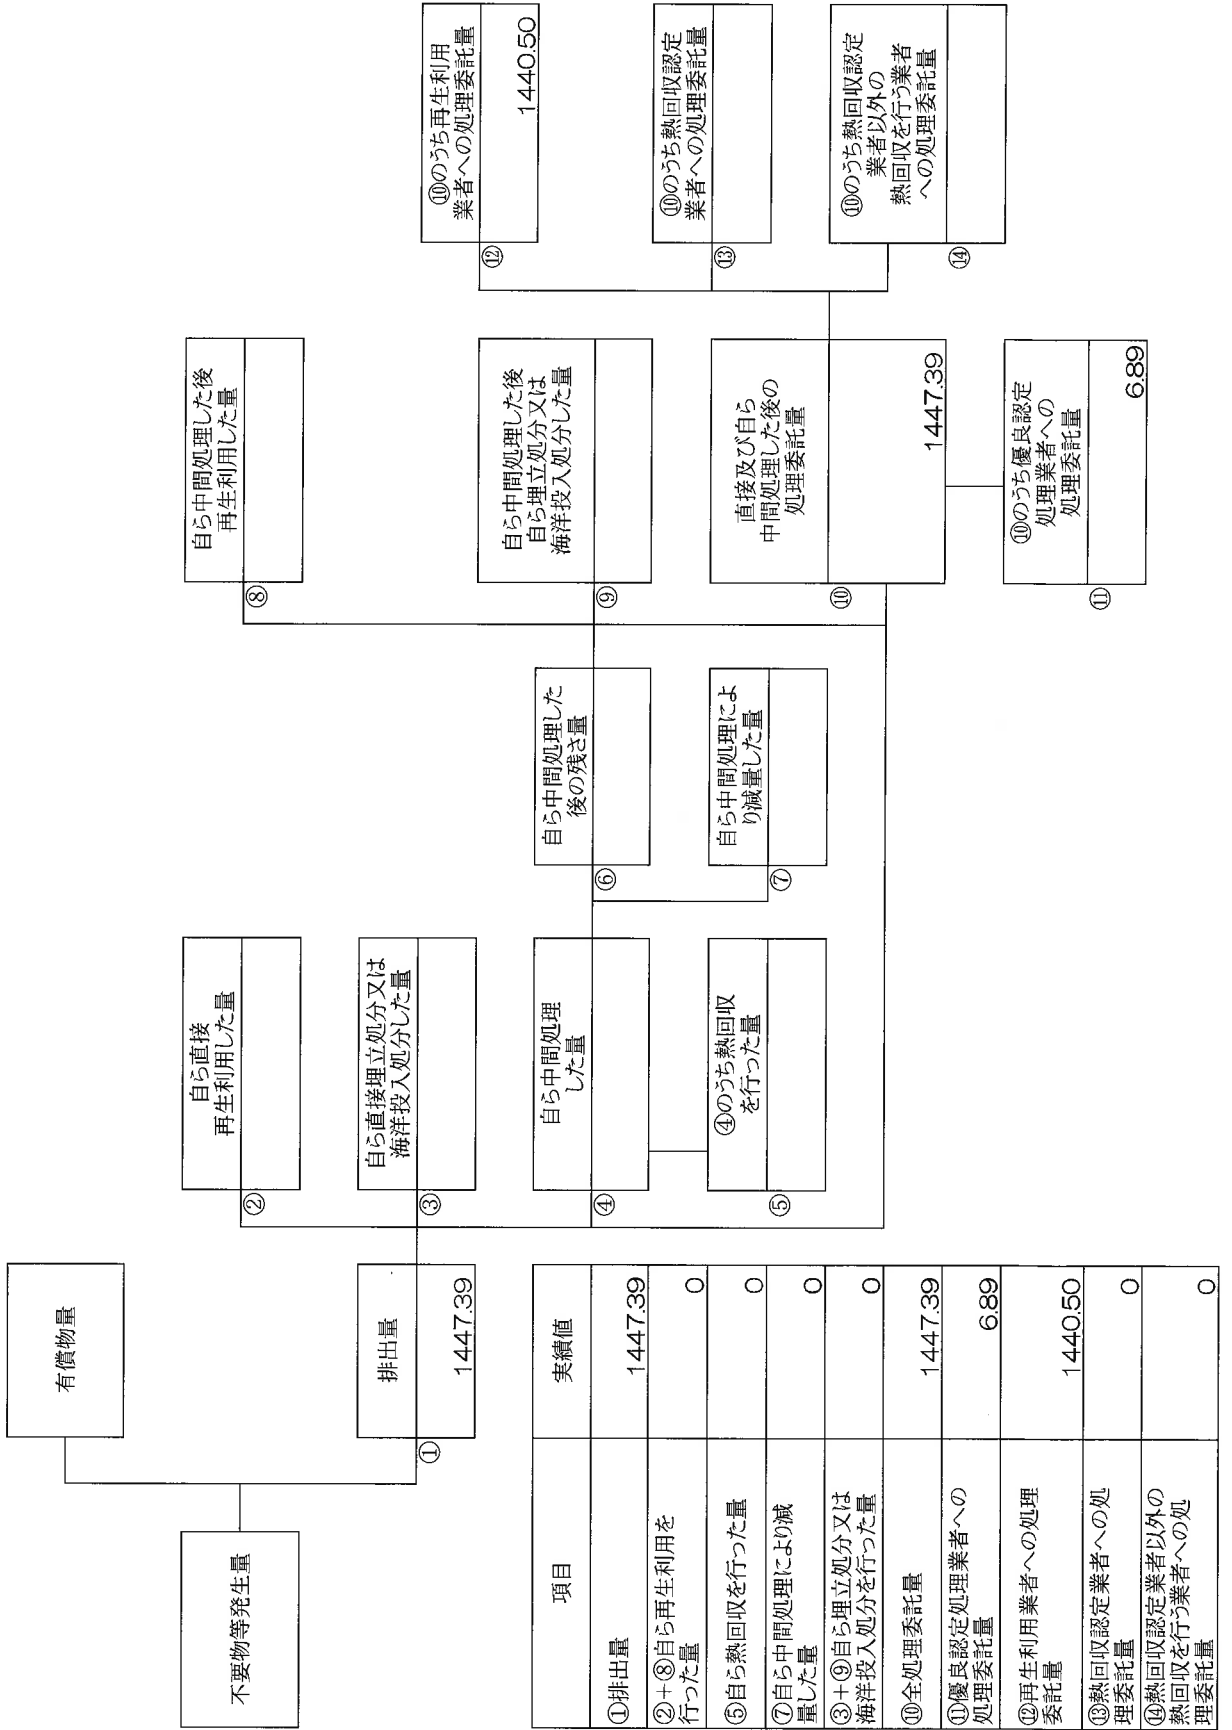 不要物等発生量
有償物量
排出量
①
1447.39
自ら直接
再生利用した量
②
自ら直接埋立処分又は
海洋投入処分した量
③
自ら中間処理
した量
④
④のうち熱回収
を行った量
⑤
自ら中間処理した
後の残さ量
⑥
自ら中間処理によ
り減量した量
⑦
自ら中間処理した後
再生利用した量
⑧
自ら中間処理した後
自ら埋立処分又は
海洋投入処分した量
⑨
直接及び自ら
中間処理した後の
処理委託量
⑩
1447.39
⑩のうち優良認定
処理業者への
処理委託量
⑪
6.89
⑩のうち再生利用
業者への処理委託量
⑫
1440.50
⑩のうち熱回収認定
業者への処理委託量
⑬
⑩のうち熱回収認定
業者以外の
熱回収を行う業者
への処理委託量
⑭
項目 実績値
①排出量 1447.39
②+⑧自ら再生利用を
行った量 0
⑤自ら熱回収を行った量 0
⑦自ら中間処理により減
量した量 0
③+⑨自ら埋立処分又は
海洋投入処分を行った量 0
⑩全処理委託量 1447.39
⑪優良認定処理業者への
処理委託量 6.89
⑫再生利用業者への処理
委託量 1440.50
⑬熱回収認定業者への処
理委託量 0
⑭熱回収認定業者以外の
熱回収を行う業者への処
理委託量 0